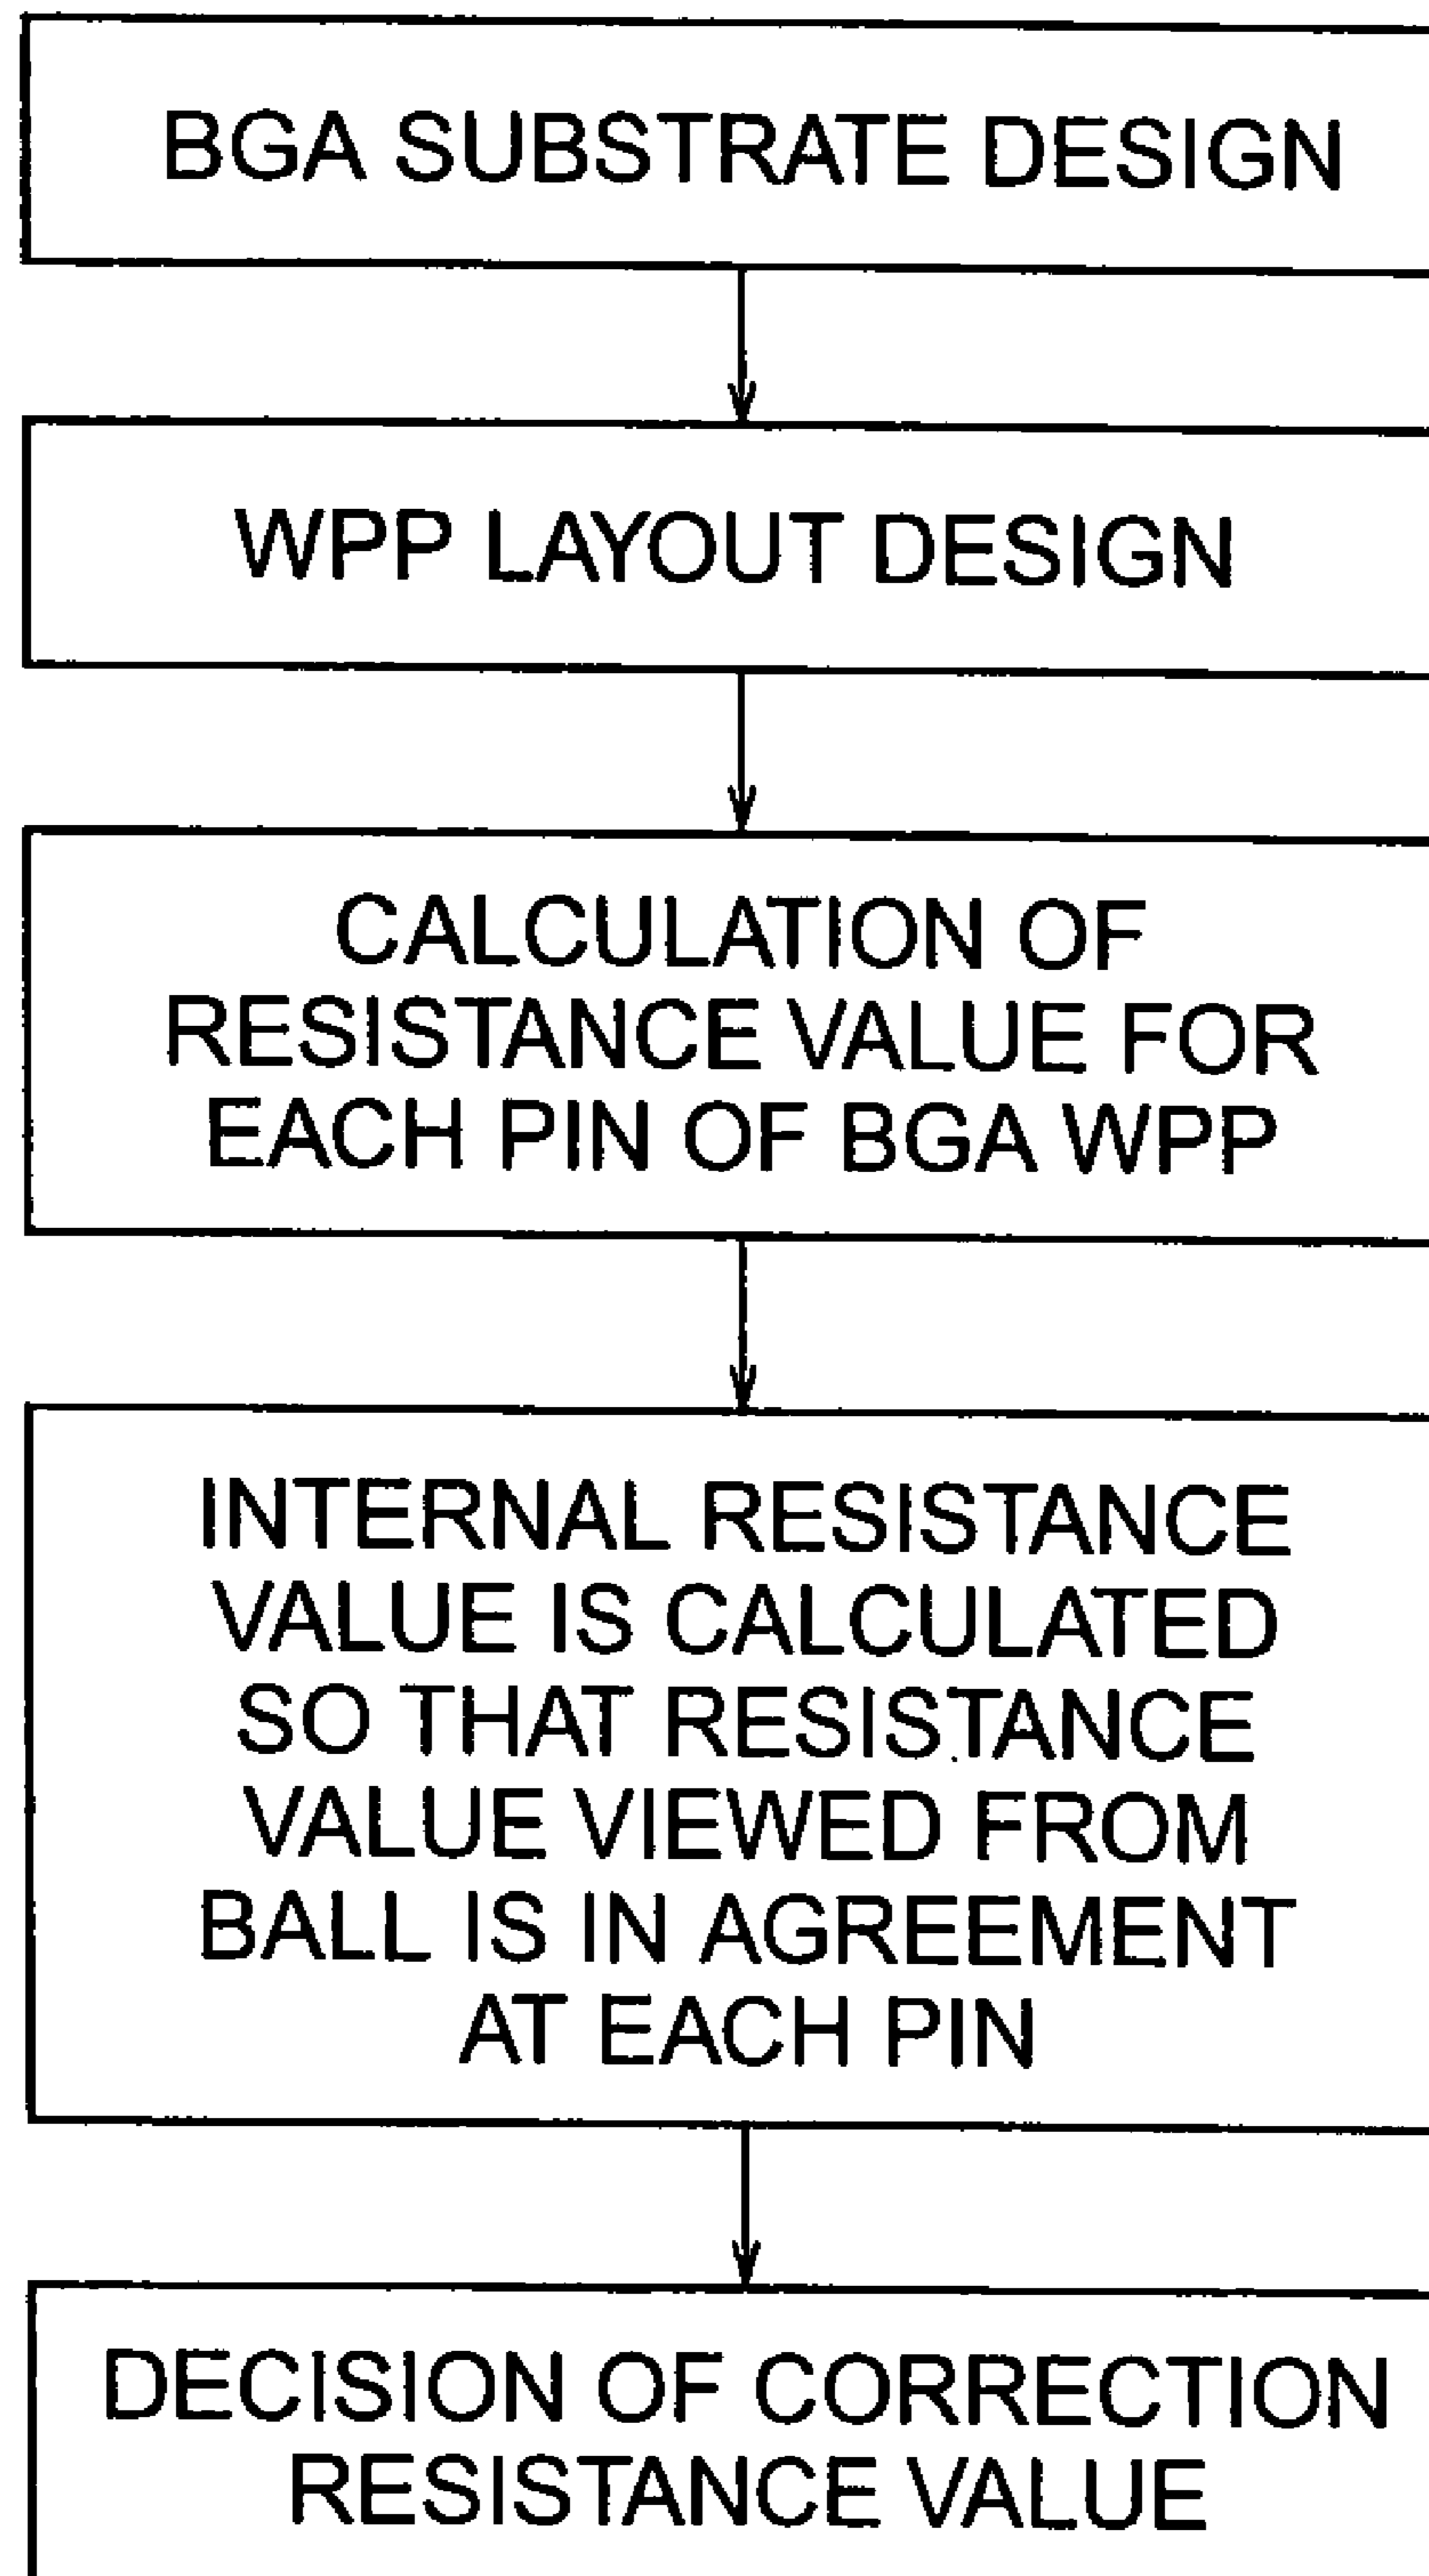 BGA SUBSTRATE DESIGN
WPP LAYOUT DESIGN
CALCULATION OF
RESISTANCE VALUE FOR
EACH PIN OF BGA WPP
INTERNAL RESISTANCE
VALUE IS CALCULATED
SO THAT RESISTANCE
VALUE VIEWED FROM
BALL IS IN AGREEMENT
AT EACH PIN
DECISION OF CORRECTION
RESISTANCE VALUE